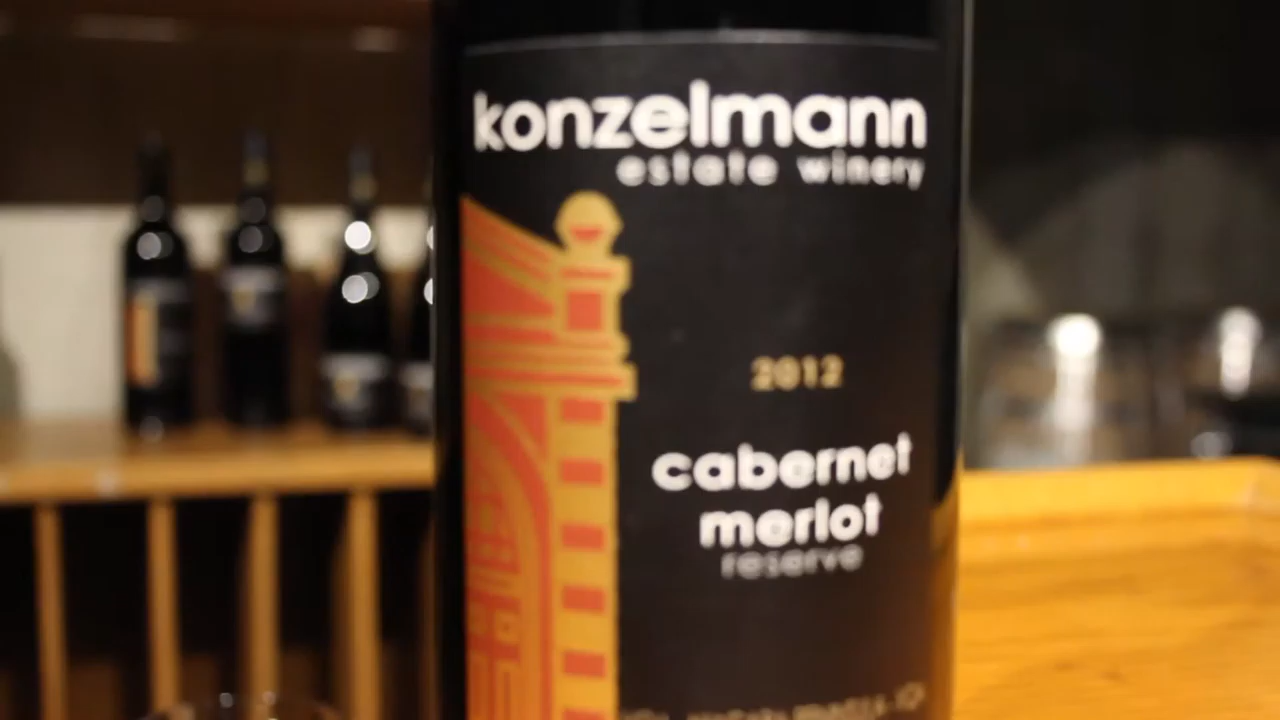 konzelmann
estate winery
2012
cabernet
merlot
reserve